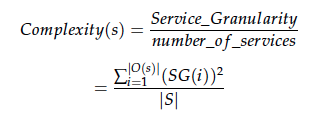 Complexity(s) = Service_Granularity / number_of_services
= ∑_{i=1}^{|O(s)|} (SG(i))² / |S|